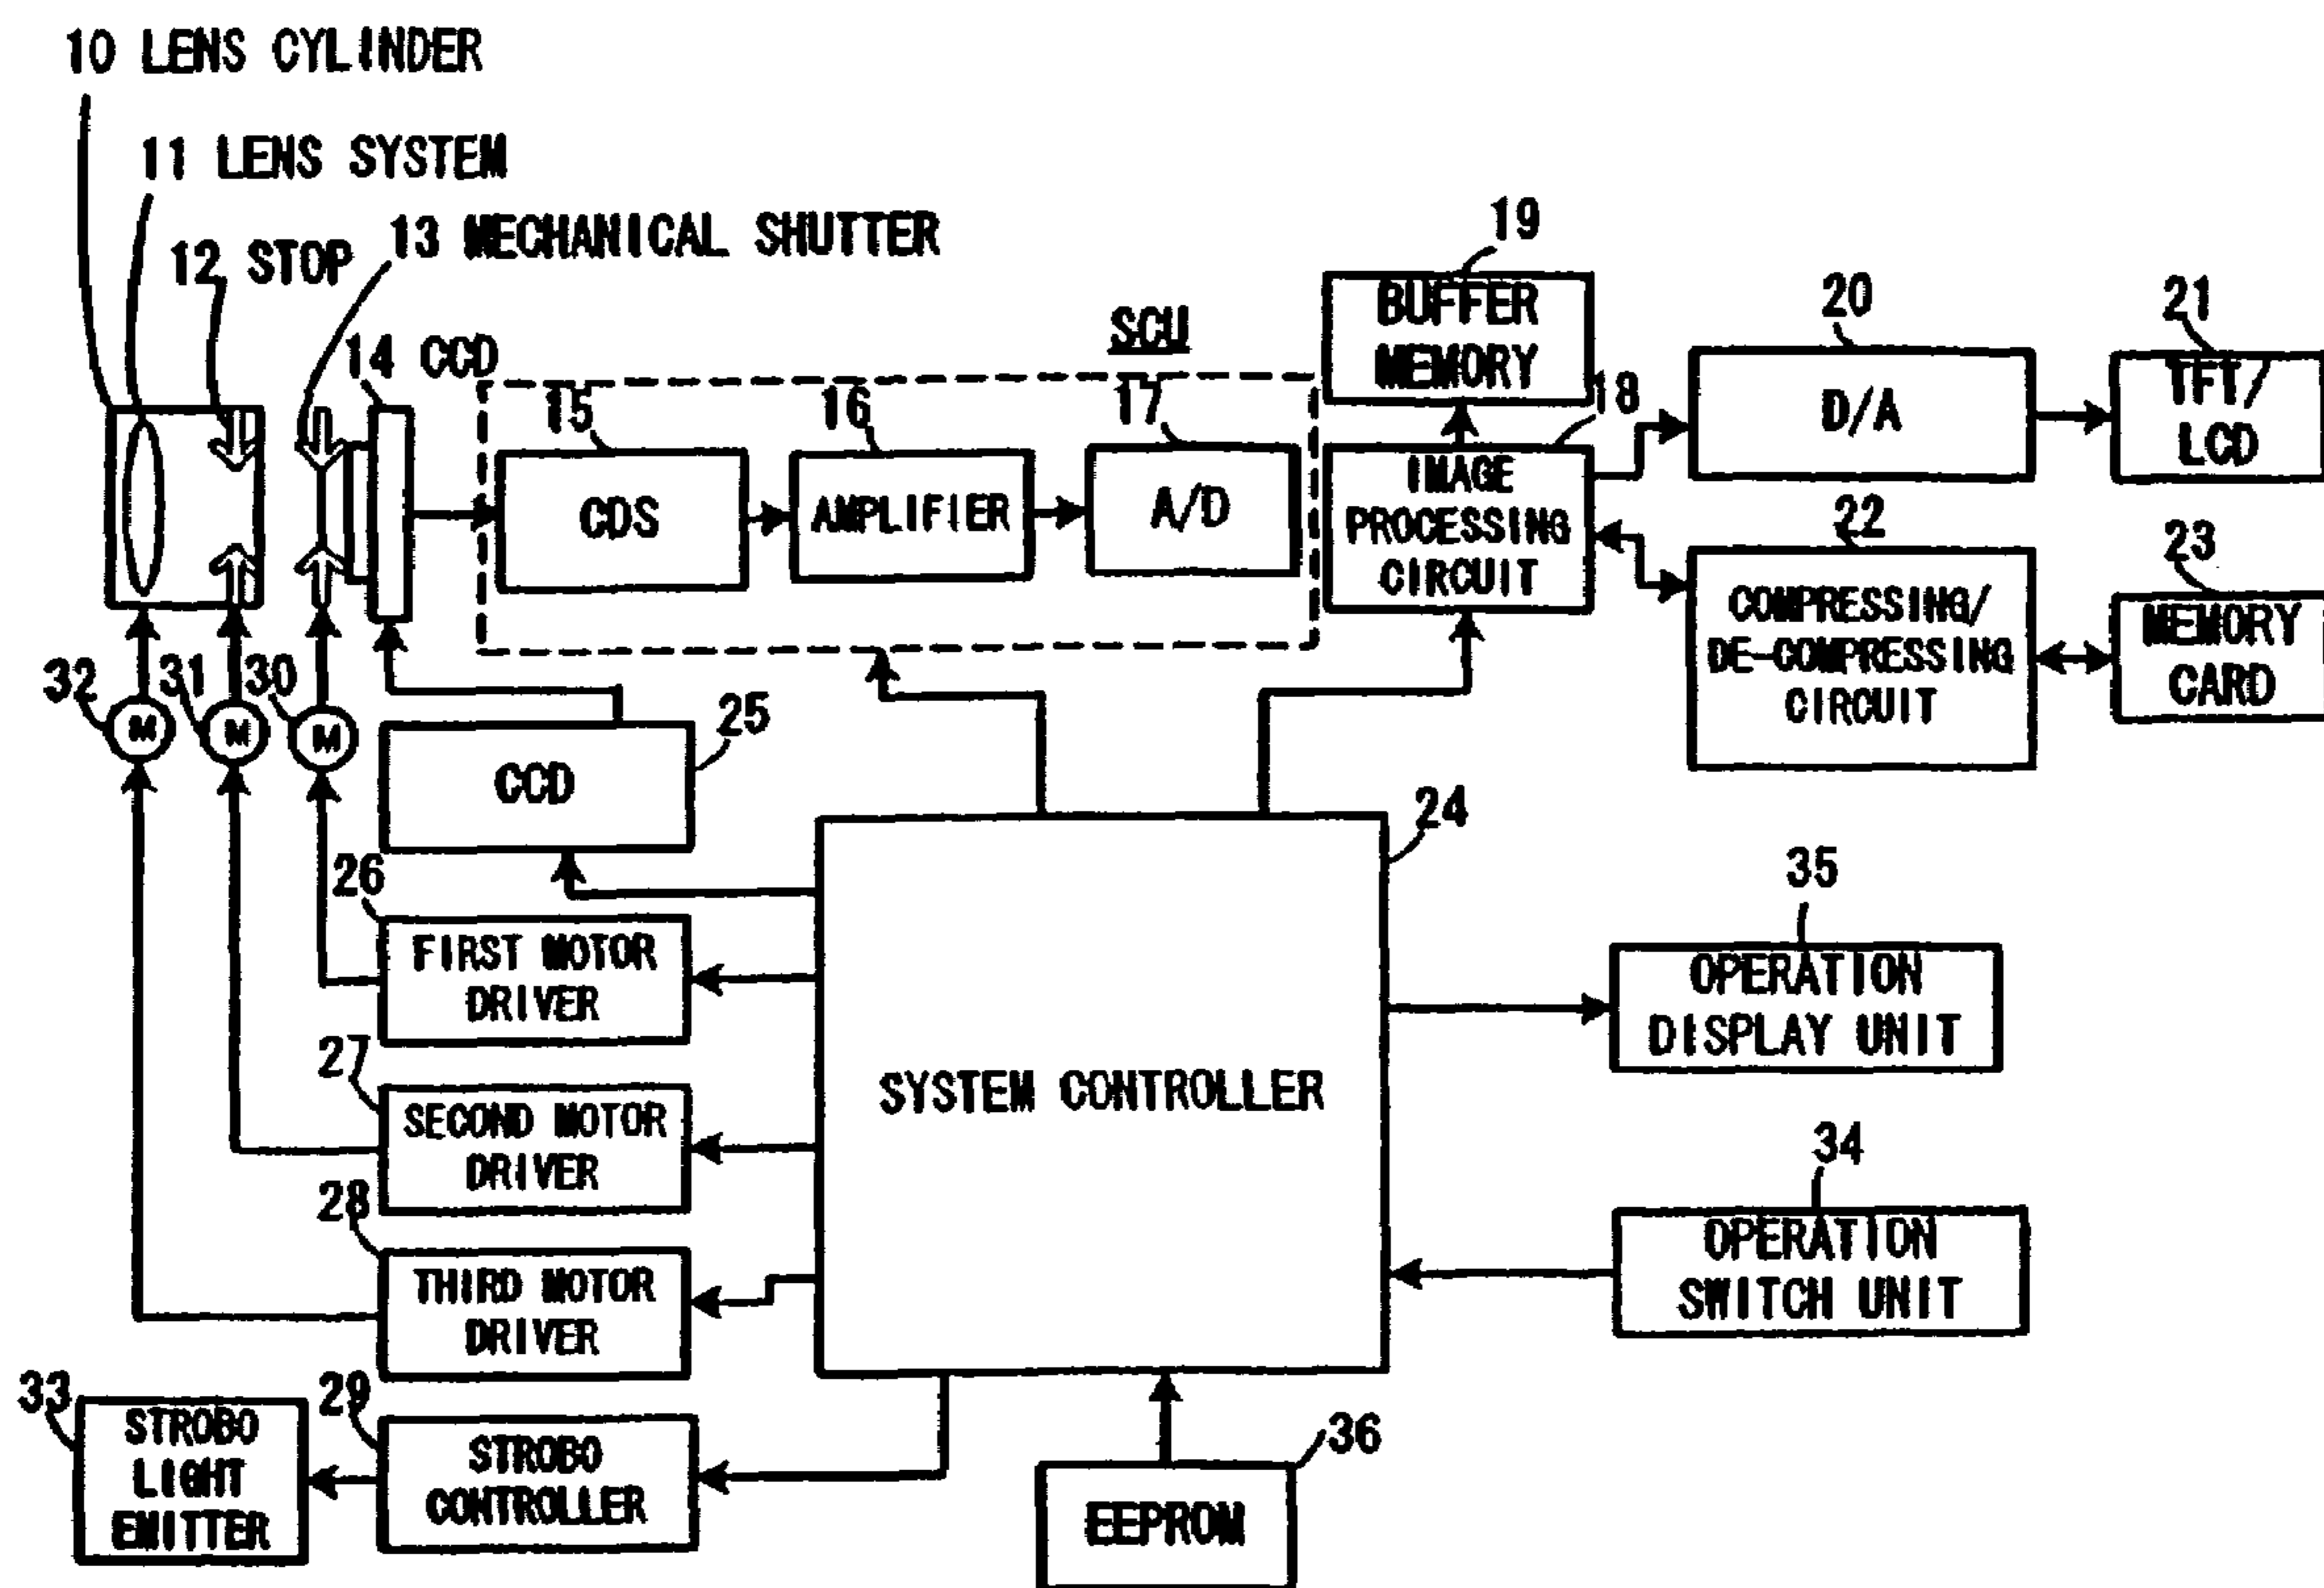 10 LENS CYLINDER
11 LENS SYSTEM
12 STOP
13 MECHANICAL SHUTTER
14 CCD
SCU
19
BUFFER
MEMORY
18
20
D/A
21
TFT/
LCD
15
CDS
16
AMPLIFIER
17
A/D
IMAGE
PROCESSING
CIRCUIT
22
COMPRESSING/
DE-COMPRESSING
CIRCUIT
23
MEMORY
CARD
32
M
31
M
30
M
25
CCD
24
SYSTEM CONTROLLER
26
FIRST MOTOR
DRIVER
27
SECOND MOTOR
DRIVER
28
THIRD MOTOR
DRIVER
35
OPERATION
DISPLAY UNIT
34
OPERATION
SWITCH UNIT
33
STROBO
LIGHT
EMITTER
29
STROBO
CONTROLLER
36
EEPROM